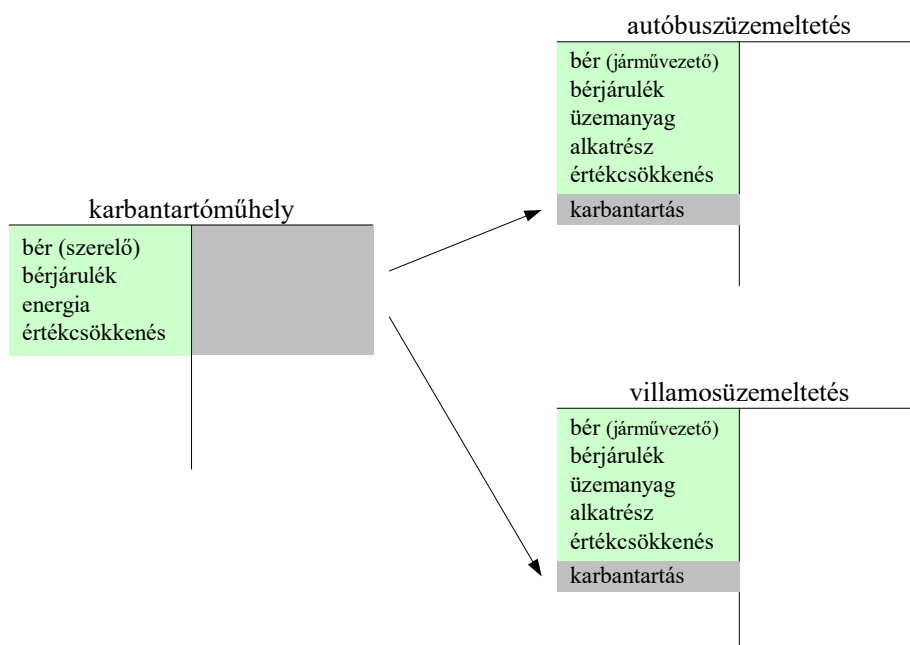 autóbuszüzemeltetés
bér (járművezető)
bérjárulék
üzemanyag
alkatrész
értékcsökkenés
karbantartás
karbantartóműhely
bér (szerelő)
bérjárulék
energia
értékcsökkenés
villamosüzemeltetés
bér (járművezető)
bérjárulék
üzemanyag
alkatrész
értékcsökkenés
karbantartás